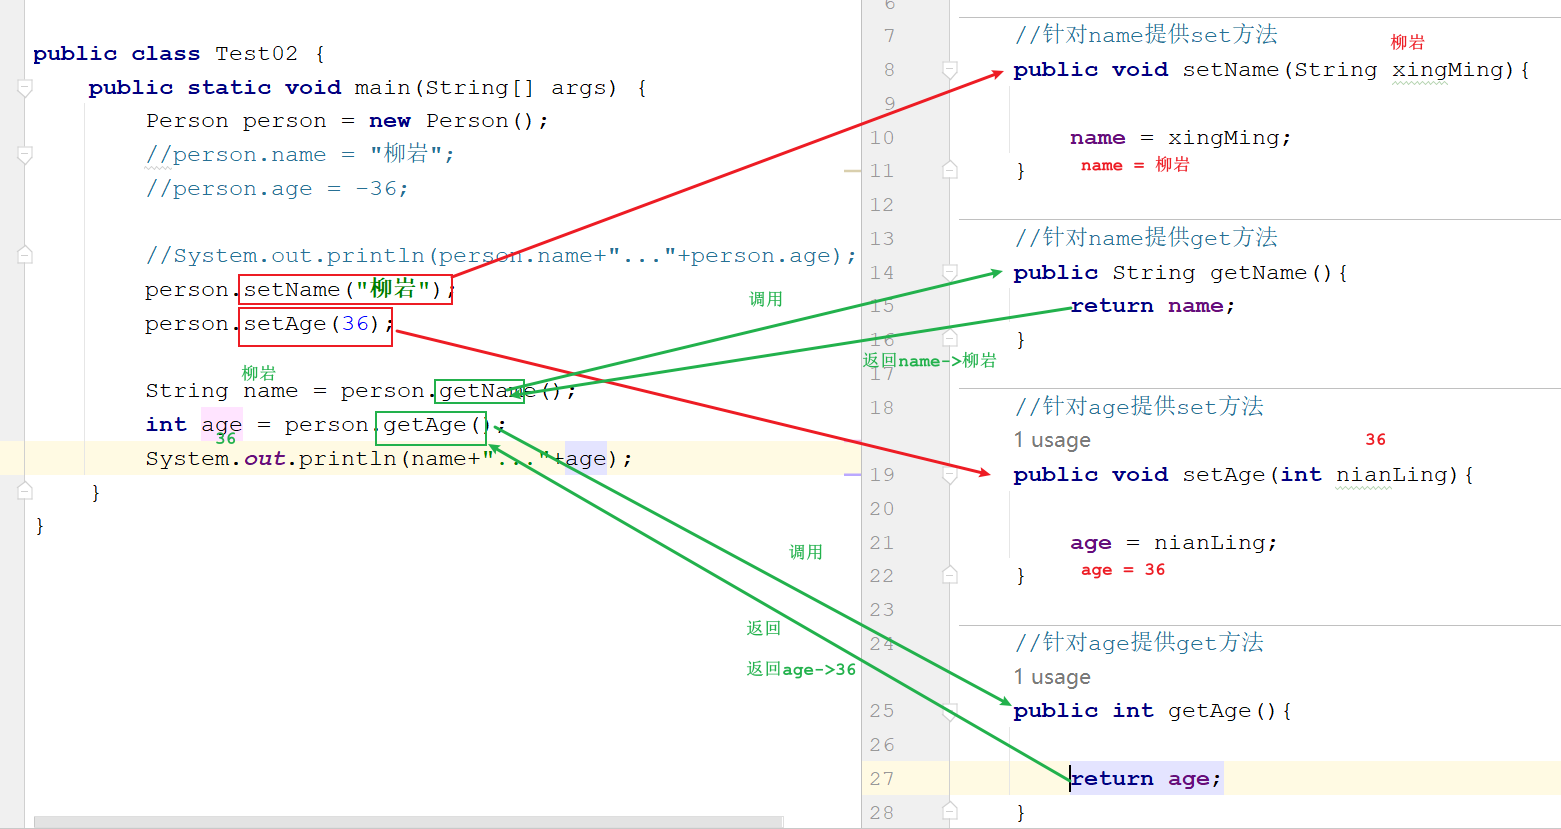 public class Test02 {
public static void main(String[] args) {
Person person = new Person();
//person.name = "柳岩";
//person.age = -36;
//System.out.println(person.name+"..."+person.age);
person.setName("柳岩");
person.setAge(36);
柳岩
String name = person.getName();
int age = person.getAge();
36
System.out.println(name+"..."+age);
}
}
调用
返回name->柳岩
调用
返回
返回age->36
6
7 //针对name提供set方法
柳岩
8 public void setName(String xingMing){
9
10 name = xingMing;
name = 柳岩
11 }
12
13 //针对name提供get方法
14 public String getName(){
15 return name;
16 }
17
18 //针对age提供set方法
1 usage
36
19 public void setAge(int nianLing){
20
21 age = nianLing;
age = 36
22 }
23
24 //针对age提供get方法
1 usage
25 public int getAge(){
26
27 return age;
28 }